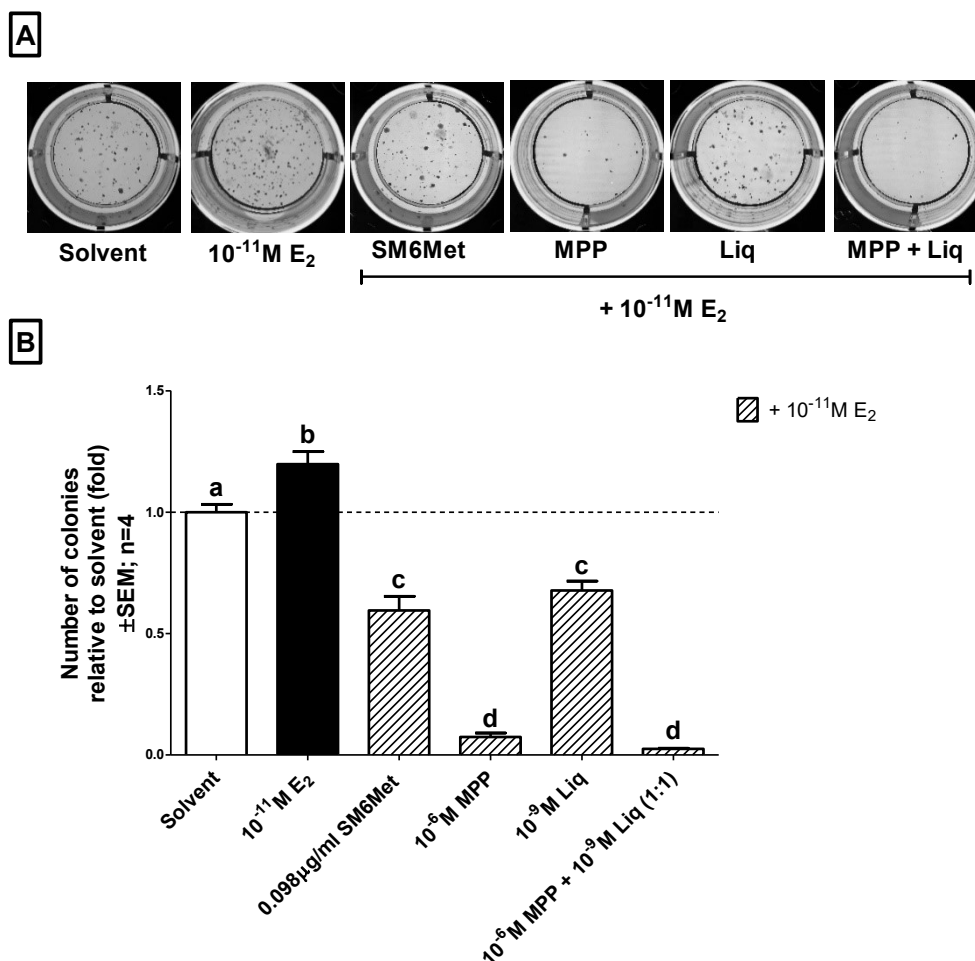 A
Solvent
10⁻¹¹M E₂
SM6Met
MPP
Liq
MPP + Liq
+ 10⁻¹¹M E₂
B
Number of colonies
relative to solvent (fold)
±SEM; n=4
1.5
1.0
0.5
0.0
a
b
c
d
c
d
+ 10⁻¹¹M E₂
Solvent
10⁻¹¹M E₂
0.098µg/ml SM6Met
10⁻⁶M MPP
10⁻⁹M Liq
10⁻⁶M MPP + 10⁻⁹M Liq (1:1)